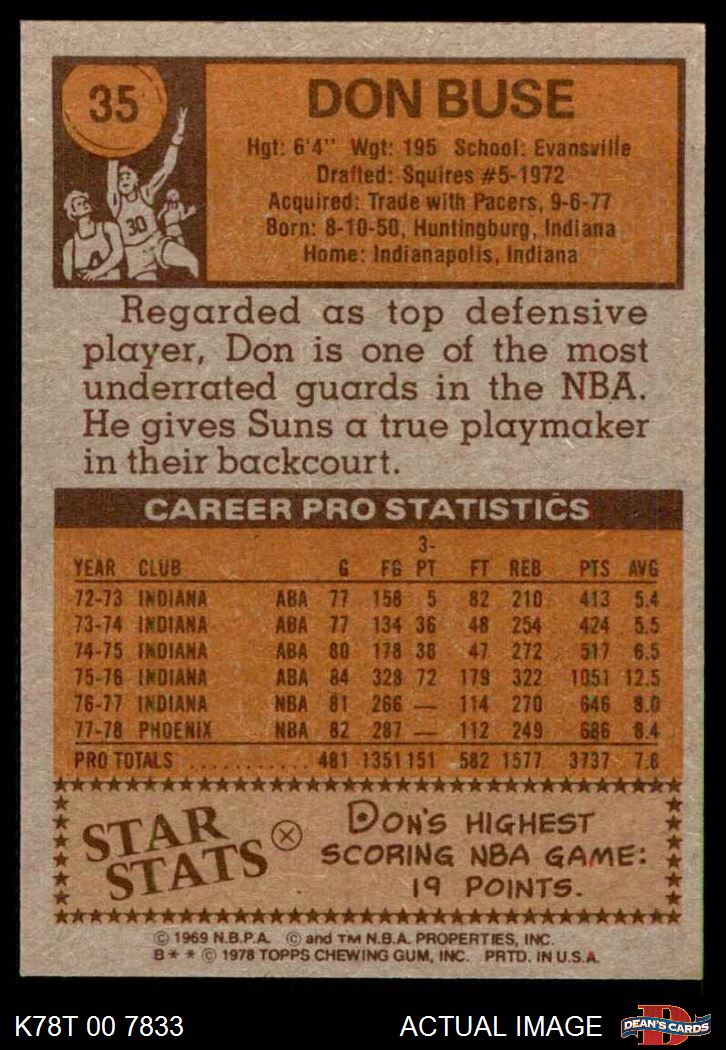 35
DON BUSE
Hgt: 6'4" Wgt: 195 School: Evansville
Drafted: Squires #5-1972
Acquired: Trade with Pacers, 9-6-77
Born: 8-10-50, Huntingburg, Indiana
Home: Indianapolis, Indiana
30
Regarded as top defensive
player, Don is one of the most
underrated guards in the NBA.
He gives Suns a true playmaker
in their backcourt.
CAREER PRO STATISTICS
YEAR CLUB G FG 3-PT FT REB PTS AVG
72-73 INDIANA ABA 77 158 5 82 210 413 5.4
73-74 INDIANA ABA 77 134 36 48 254 424 5.5
74-75 INDIANA ABA 80 178 38 47 272 517 6.5
75-76 INDIANA ABA 84 328 72 179 322 1051 12.5
76-77 INDIANA NBA 81 266 — 114 270 646 8.0
77-78 PHOENIX NBA 82 287 — 112 249 686 8.4
PRO TOTALS . . . . . . . . . . . 481 1351 151 582 1577 3737 7.8
STAR STATS
DON'S HIGHEST
SCORING NBA GAME:
19 POINTS.
© 1969 N.B.P.A. © and TM N.B.A. PROPERTIES, INC.
B* * © 1978 TOPPS CHEWING GUM, INC. PRTD. IN U.S.A.
K78T 00 7833 ACTUAL IMAGE DEAN'S CARDS